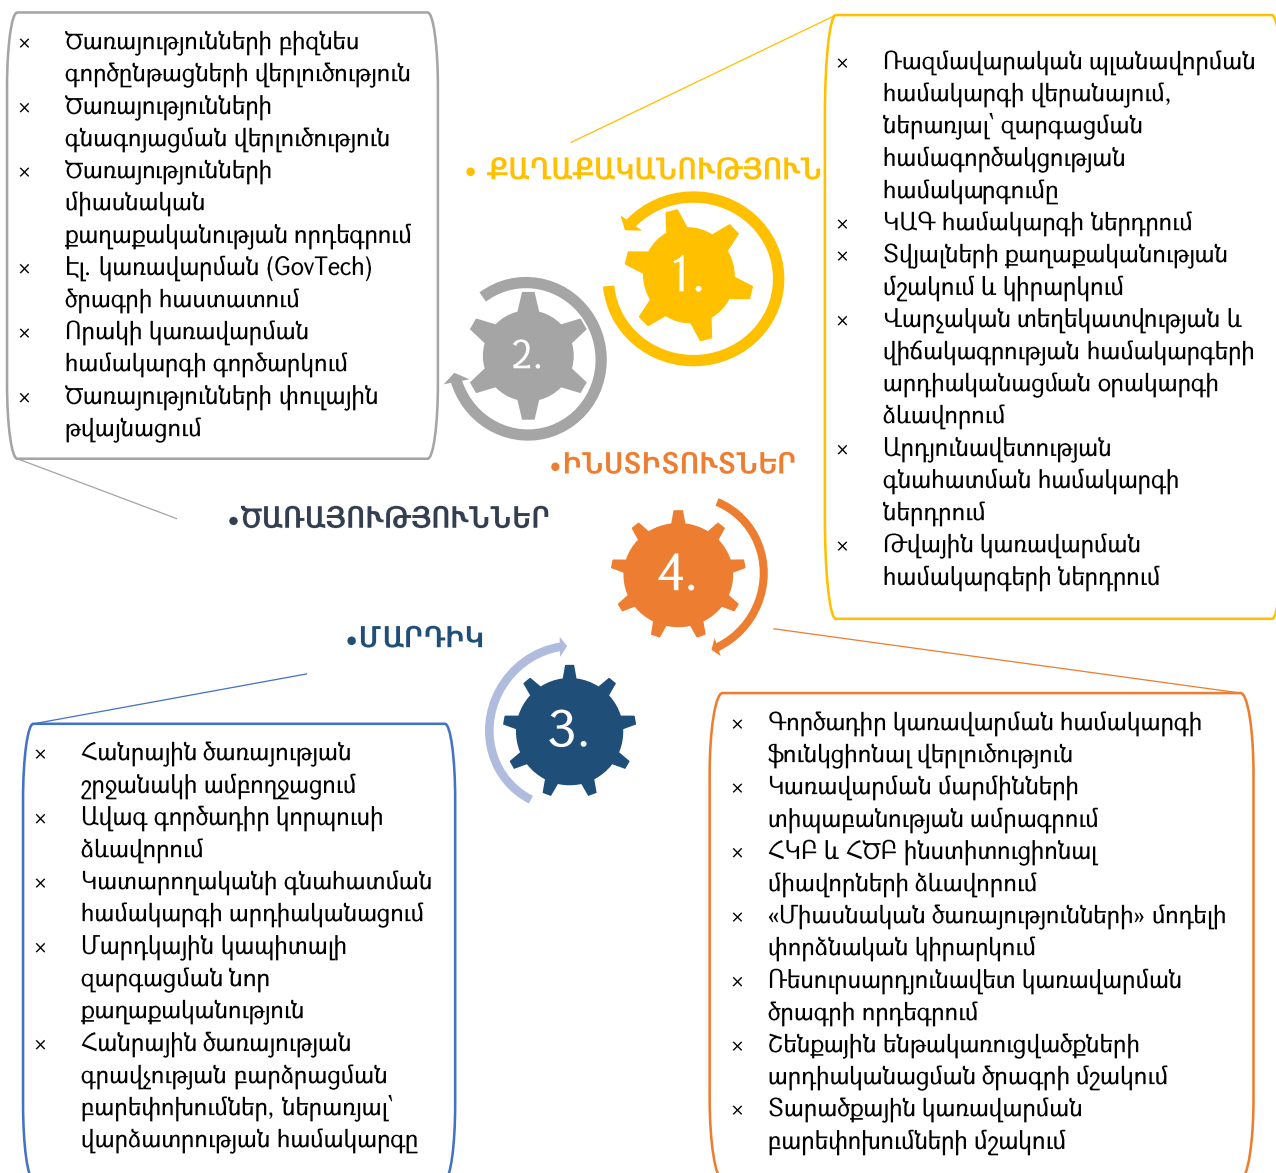 × Ծառայությունների բիզնես
գործընթացների վերլուծություն
× Ծառայությունների
գնագոյացման վերլուծություն
× Ծառայությունների
միասնական
քաղաքականության որդեգրում
× Էլ. կառավարման (GovTech)
ծրագրի հաստատում
× Որակի կառավարման
համակարգի գործարկում
× Ծառայությունների փուլային
թվայնացում
• ՔԱՂԱՔԱԿԱՆՈՒԹՅՈՒՆ
1.
2.
× Ռազմավարական պլանավորման
համակարգի վերանայում,
ներառյալ՝ զարգացման
համագործակցության
համակարգումը
× ԿԱԳ համակարգի ներդրում
× Տվյալների քաղաքականության
մշակում և կիրարկում
× Վարչական տեղեկատվության և
վիճակագրության համակարգերի
արդիականացման օրակարգի
ձևավորում
× Արդյունավետության
գնահատման համակարգի
ներդրում
× Թվային կառավարման
համակարգերի ներդրում
•ԻՆՍՏԻՏՈՒՏՆԵՐ
•ԾԱՌԱՅՈՒԹՅՈՒՆՆԵՐ
4.
•ՄԱՐԴԻԿ
3.
× Հանրային ծառայության
շրջանակի ամբողջացում
× Ավագ գործադիր կորպուսի
ձևավորում
× Կատարողականի գնահատման
համակարգի արդիականացում
× Մարդկային կապիտալի
զարգացման նոր
քաղաքականություն
× Հանրային ծառայության
գրավչության բարձրացման
բարեփոխումներ, ներառյալ՝
վարձատրության համակարգը
× Գործադիր կառավարման համակարգի
ֆունկցիոնալ վերլուծություն
× Կառավարման մարմինների
տիպաբանության ամրագրում
× ՀԿԲ և ՀԾԲ ինստիտուցիոնալ
միավորների ձևավորում
× «Միասնական ծառայությունների» մոդելի
փորձնական կիրարկում
× Ռեսուրսարդյունավետ կառավարման
ծրագրի որդեգրում
× Շենքային ենթակառուցվածքների
արդիականացման ծրագրի մշակում
× Տարածքային կառավարման
բարեփոխումների մշակում